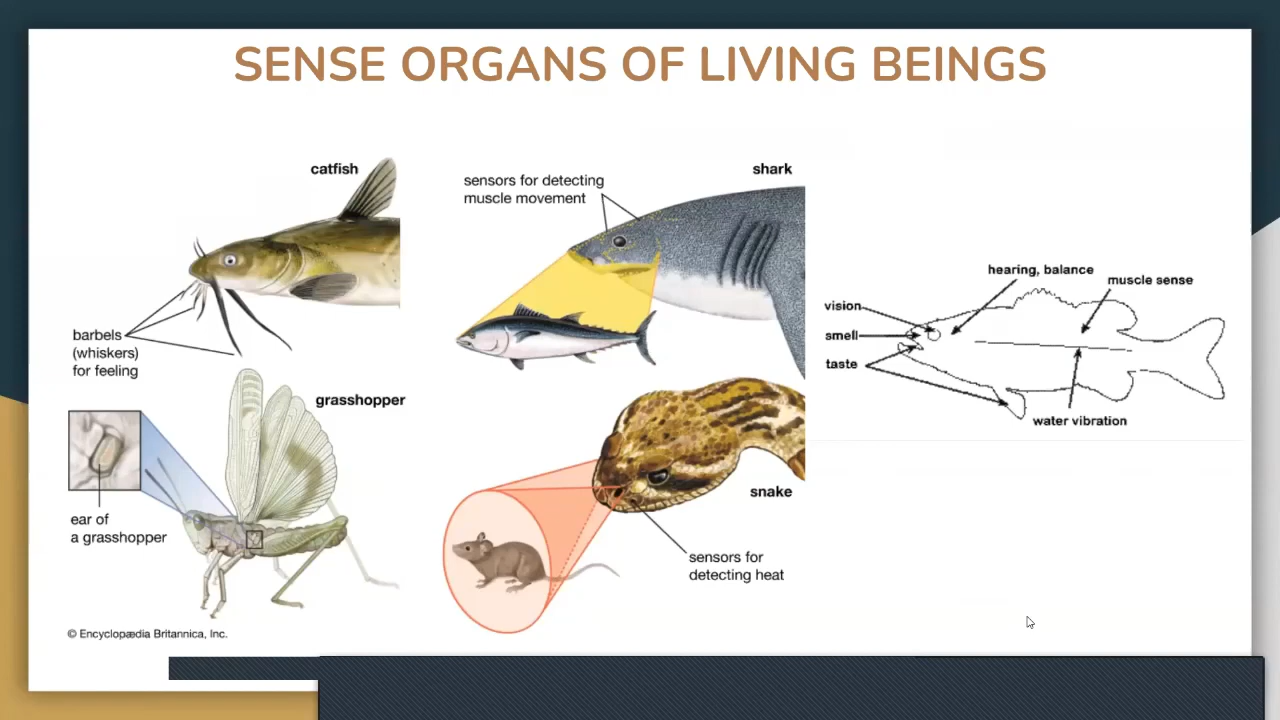 SENSE ORGANS OF LIVING BEINGS
catfish
barbels
(whiskers)
for feeling
shark
sensors for detecting
muscle movement
hearing, balance
muscle sense
vision
smell
taste
water vibration
grasshopper
ear of
a grasshopper
snake
sensors for
detecting heat
© Encyclopædia Britannica, Inc.